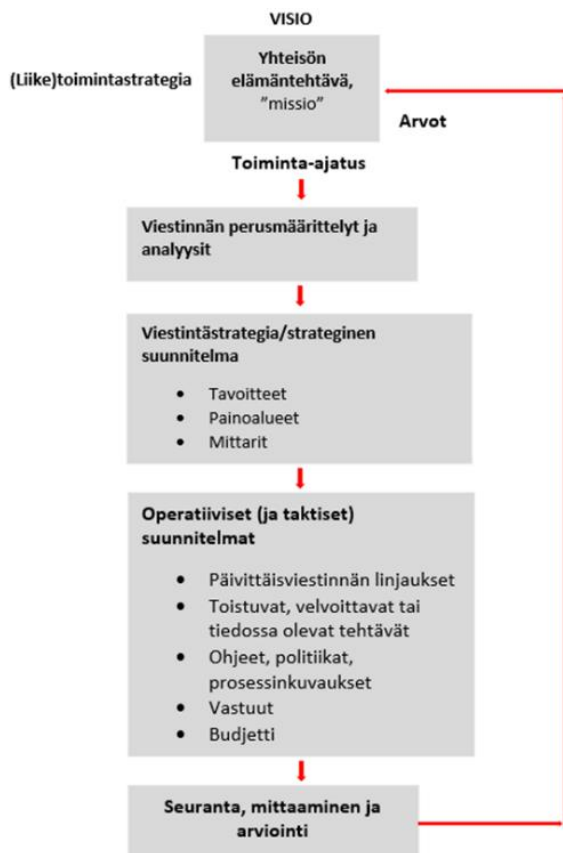 VISIO
Yhteisön
elämäntehtävä,
”missio”
(Liike)toimintastrategia
Arvot
Toiminta-ajatus
Viestinnän perusmäärittelyt ja
analyysit
Viestintästrategia/strateginen
suunnitelma
• Tavoitteet
• Painoalueet
• Mittarit
Operatiiviset (ja taktiset)
suunnitelmat
• Päivittäisviestinnän linjaukset
• Toistuvat, velvoittavat tai
tiedossa olevat tehtävät
• Ohjeet, politiikat,
prosessinkuvaukset
• Vastuut
• Budjetti
Seuranta, mittaaminen ja
arviointi